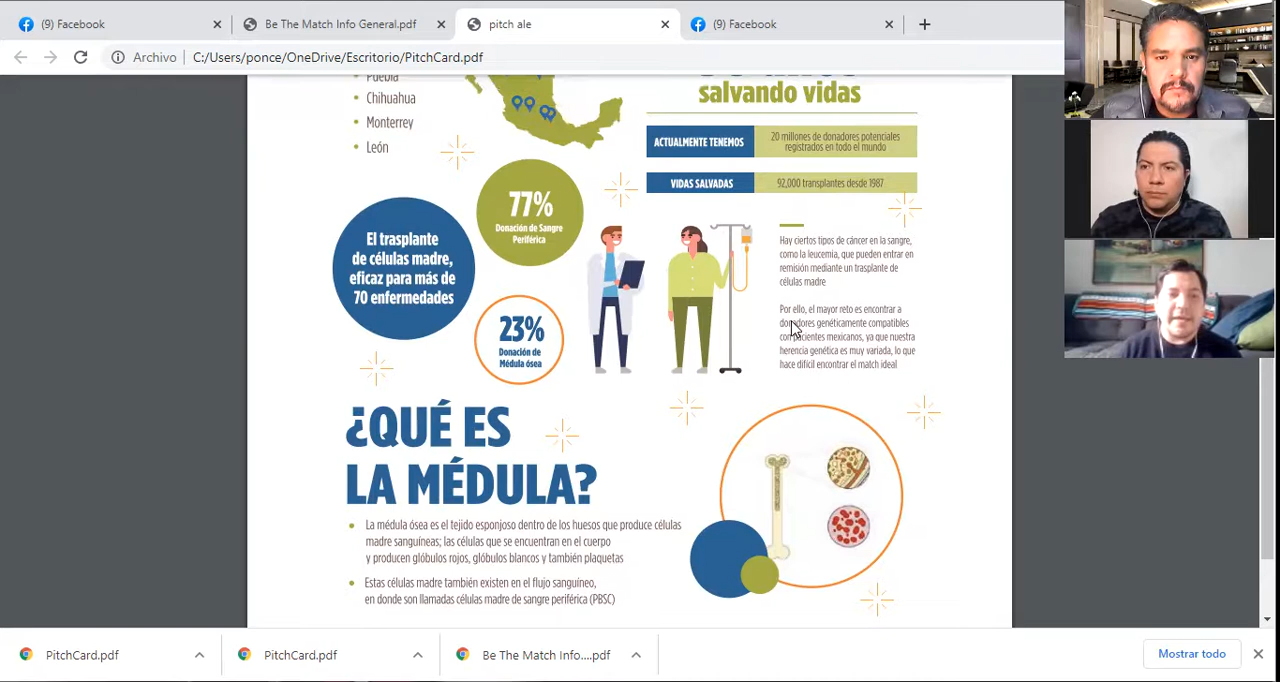 (9) Facebook
Be The Match Info General.pdf
pitch ale
(9) Facebook
Archivo
C:/Users/ponce/OneDrive/Escritorio/PitchCard.pdf
Puebla
Chihuahua
Monterrey
León
salvando vidas
ACTUALMENTE TENEMOS
20 millones de donadores potenciales
registrados en todo el mundo
VIDAS SALVADAS
92,000 transplantes desde 1987
77%
Donación de Sangre
Periférica
El trasplante
de células madre,
eficaz para más de
70 enfermedades
23%
Donación de
Médula ósea
Hay ciertos tipos de cáncer en la sangre,
como la leucemia, que pueden entrar en
remisión mediante un trasplante de
células madre
Por ello, el mayor reto es encontrar a
donadores genéticamente compatibles
con pacientes mexicanos, ya que nuestra
herencia genética es muy variada, lo que
hace difícil encontrar el match ideal
¿QUÉ ES
LA MÉDULA?
La médula ósea es el tejido esponjoso dentro de los huesos que produce células
madre sanguíneas; las células que se encuentran en el cuerpo
y producen glóbulos rojos, glóbulos blancos y también plaquetas
Estas células madre también existen en el flujo sanguíneo,
en donde son llamadas células madre de sangre periférica (PBSC)
PitchCard.pdf
PitchCard.pdf
Be The Match Info....pdf
Mostrar todo